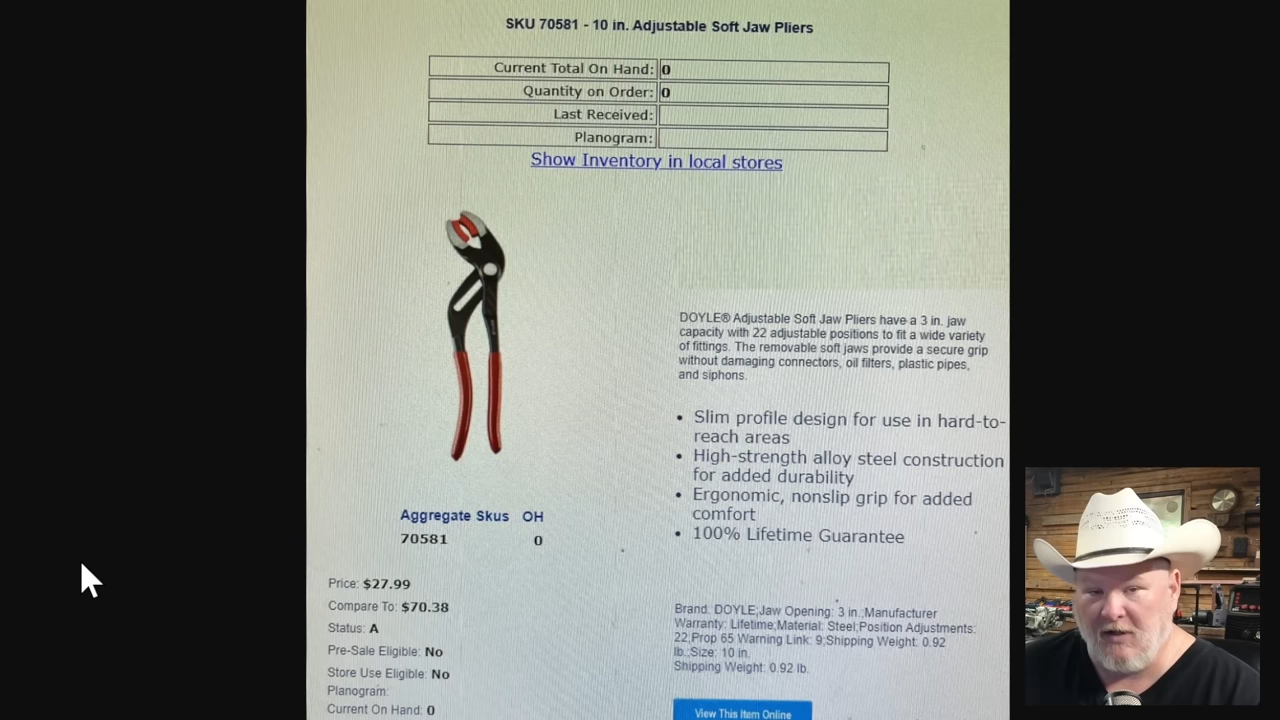 SKU 70581 - 10 in. Adjustable Soft Jaw Pliers
Current Total On Hand: 0
Quantity on Order: 0
Last Received:
Planogram:
Show Inventory in local stores
DOYLE® Adjustable Soft Jaw Pliers have a 3 in. jaw
capacity with 22 adjustable positions to fit a wide variety
of fittings. The removable soft jaws provide a secure grip
without damaging connectors, oil filters, plastic pipes,
and siphons.
• Slim profile design for use in hard-to-
reach areas
• High-strength alloy steel construction
for added durability
• Ergonomic, nonslip grip for added
comfort
• 100% Lifetime Guarantee
Aggregate Skus OH
70581 0
Price: $27.99
Compare To: $70.38
Status: A
Pre-Sale Eligible: No
Store Use Eligible: No
Planogram:
Current On Hand: 0
Brand: DOYLE;Jaw Opening: 3 in.;Manufacturer
Warranty: Lifetime;Material: Steel;Position Adjustments:
22;Prop 65 Warning Link: 9;Shipping Weight: 0.92
lb.;Size: 10 in.
Shipping Weight: 0.92 lb.
View This Item Online